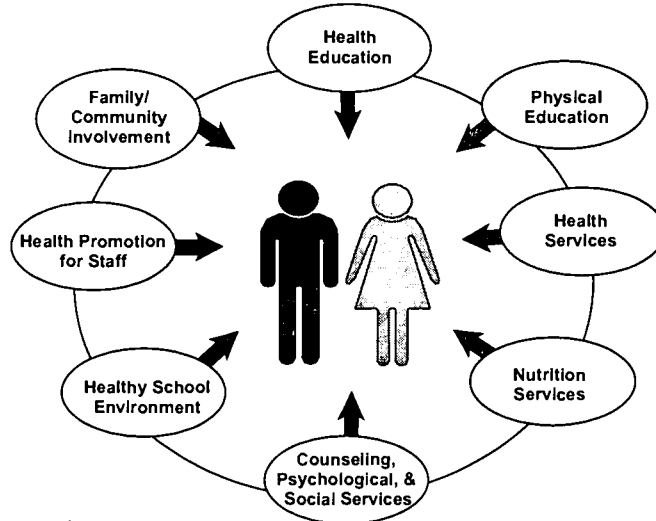 Health
Education
Physical
Education
Health
Services
Nutrition
Services
Counseling,
Psychological, &
Social Services
Healthy School
Environment
Health Promotion
for Staff
Family/
Community
Involvement